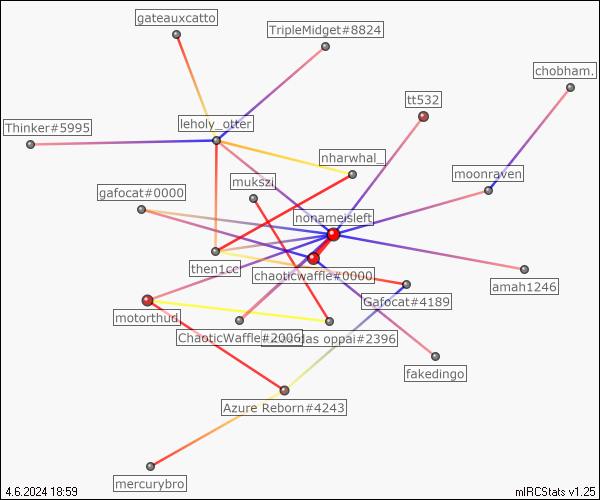 gateauxcatto
TripleMidget#8824
chobham.
tt532
Thinker#5995
leholy_otter
nharwhal_
moonraven
mukszi
gafocat#0000
nonameisleft
then1cc
chaoticwaffle#0000
amah1246
Gafocat#4189
motorthud
ChaoticWaffle#2006
das oppai#2396
fakedingo
Azure Reborn#4243
mercurybro
4.6.2024 18:59
mIRCStats v1.25